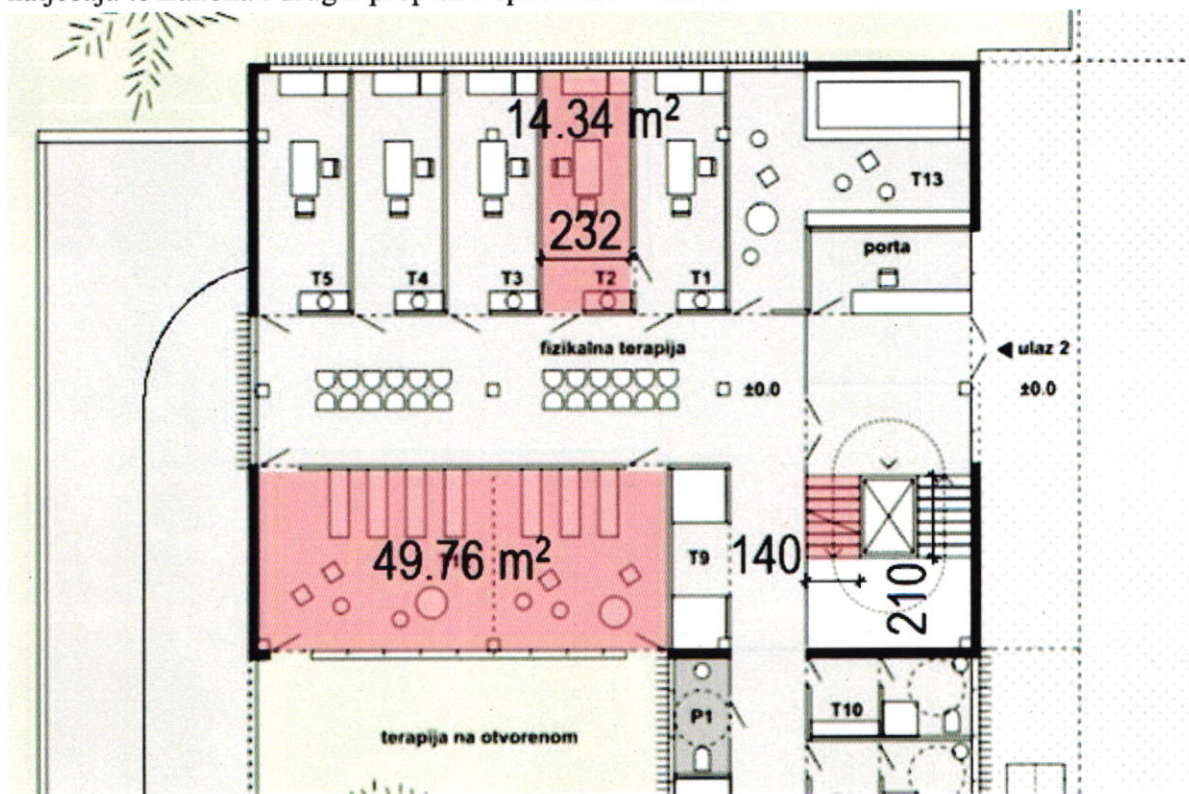 14.34 m²
T13
232
porta
T5 T4 T3 T2 T1
fizikalna terapija
ulaz 2
±0.0 ±0.0
49.76 m²
T9
140
210
P1
T10
terapija na otvorenom